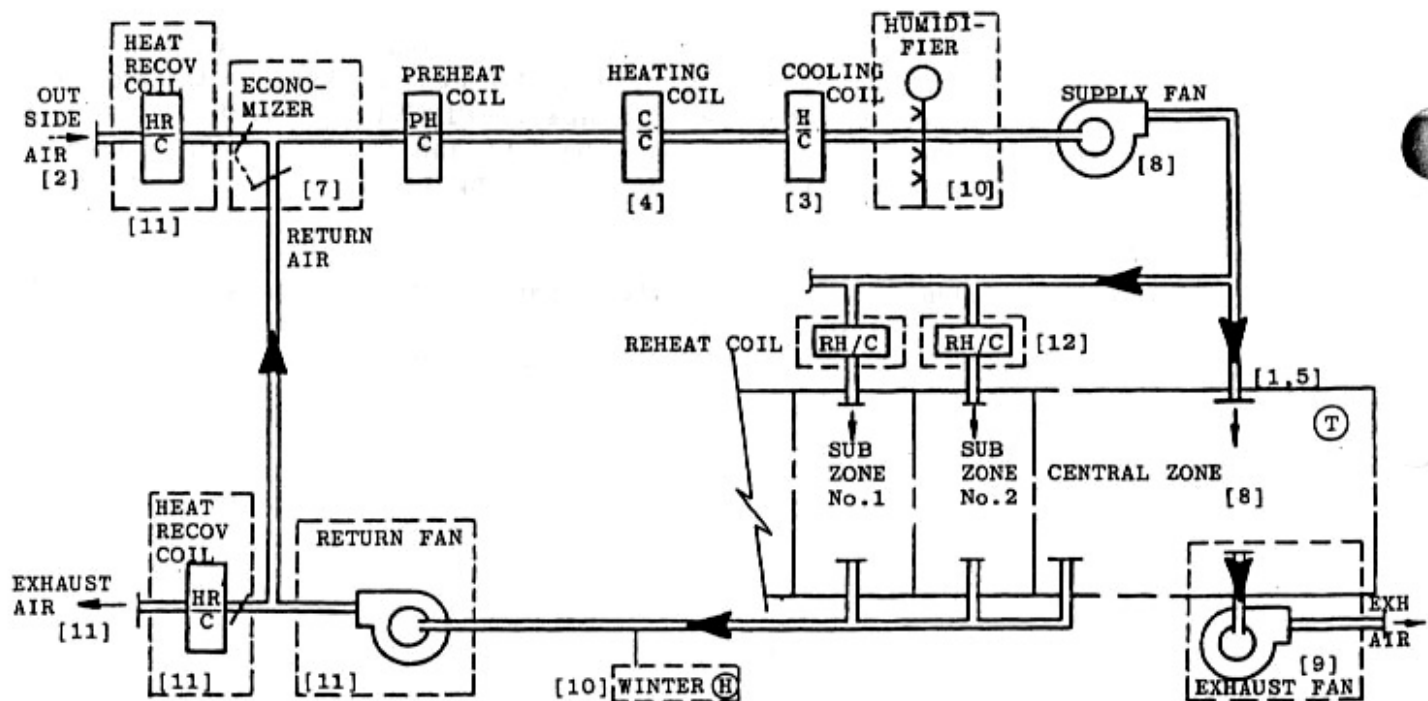 HEAT
RECOV
COIL
HR
C
[11]
OUT
SIDE
AIR
[2]
ECONO-
MIZER
[7]
RETURN
AIR
PREHEAT
COIL
PH
C
HEATING
COIL
C
C
[4]
COOLING
COIL
H
C
[3]
HUMIDI-
FIER
[10]
SUPPLY FAN
[8]
REHEAT COIL
RH/C
RH/C
[12]
[1,5]
T
SUB
ZONE
No.1
SUB
ZONE
No.2
CENTRAL ZONE
[8]
HEAT
RECOV
COIL
HR
C
[11]
EXHAUST
AIR
[11]
RETURN FAN
[11]
[10] WINTER H
EXH
AIR
[9]
EXHAUST FAN